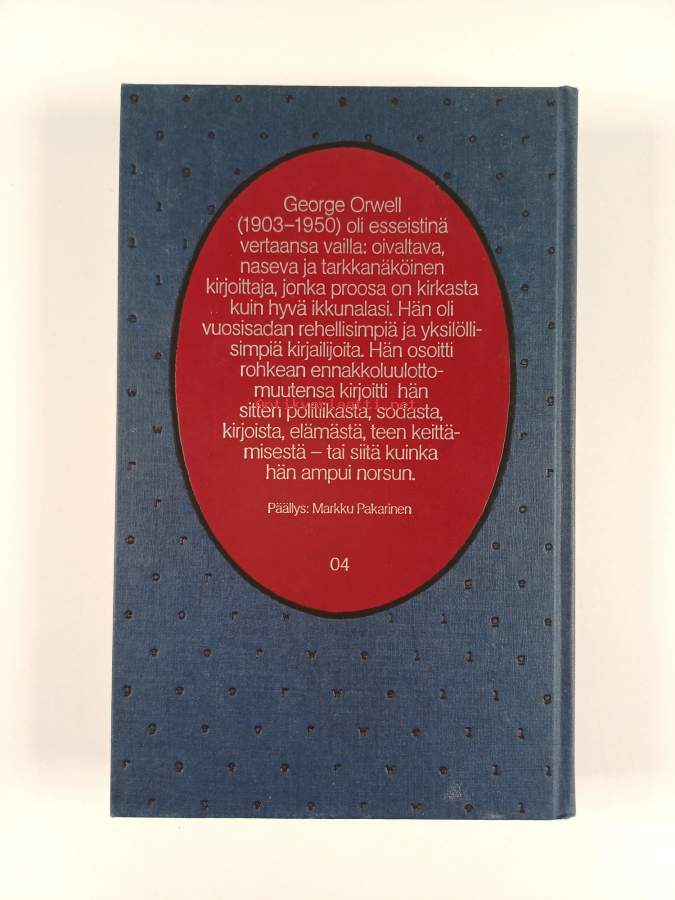 George Orwell
(1903–1950) oli esseistinä
vertaansa vailla: oivaltava,
naseva ja tarkkanäköinen
kirjoittaja, jonka proosa on kirkasta
kuin hyvä ikkunalasi. Hän oli
vuosisadan rehellisimpiä ja yksilölli-
simpiä kirjailijoita. Hän osoitti
rohkean ennakkoluulotto-
muutensa kirjoitti hän
antikvariaatti.net
sitten politiikasta, sodasta,
kirjoista, elämästä, teen keittä-
misestä – tai siitä kuinka
hän ampui norsun.
Päällys: Markku Pakarinen
04